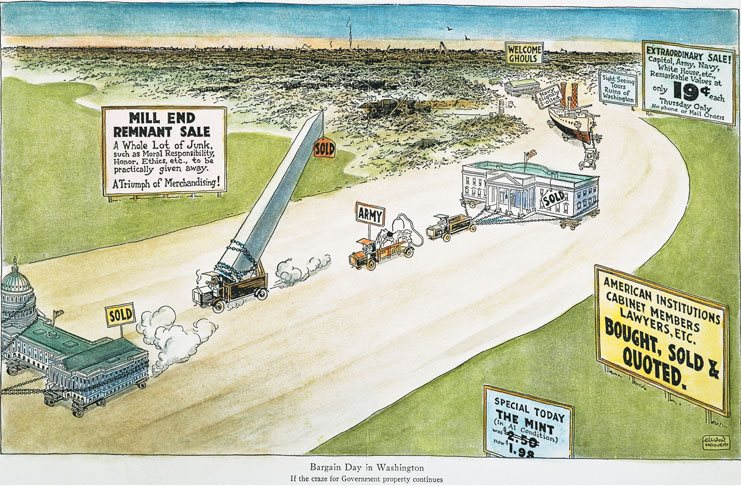 WELCOME
GHOULS
EXTRAORDINARY SALE!
Capitol, Army, Navy,
White House, etc.,
Remarkable Values at
only 19¢ each
Thursday Only
No phone or Mail Orders
Sight Seeing
Tours
Ruins of
Washington
MILL END
REMNANT SALE
A Whole Lot of Junk,
such as Moral Responsibility,
Honor, Ethics, etc., to be
practically given away.
A Triumph of Merchandising!
SOLD
SOLD
ARMY
SOLD
AMERICAN INSTITUTIONS
CABINET MEMBERS
LAWYERS, ETC.
BOUGHT, SOLD &
QUOTED.
SPECIAL TODAY
THE MINT
(In A1 Condition)
was $2.50
now $1.98
ELLISON
HOOVER
Bargain Day in Washington
If the craze for Government property continues